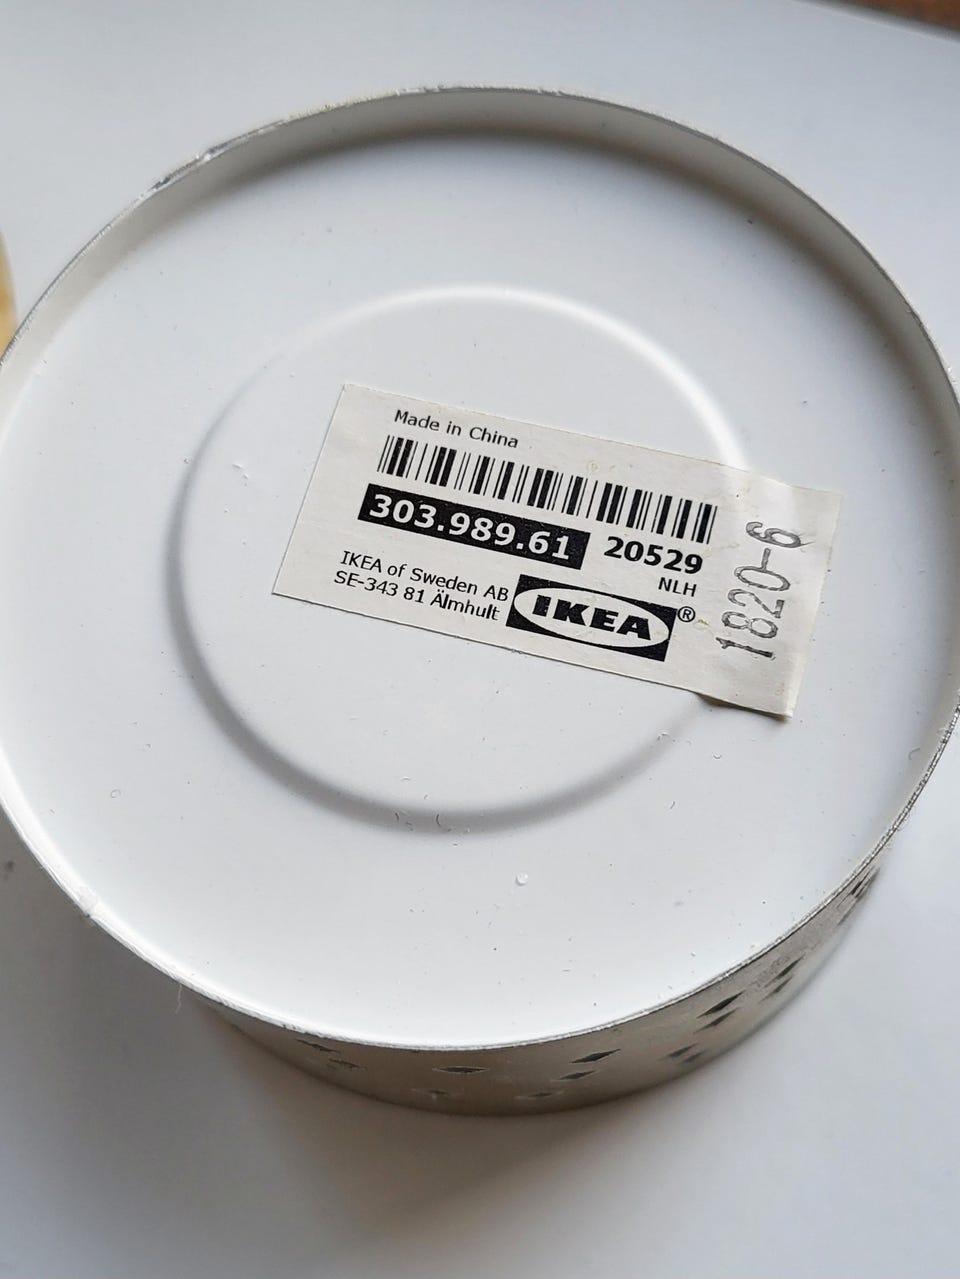 Made in China
303.989.61 20529
NLH
IKEA of Sweden AB
SE-343 81 Älmhult
IKEA®
1820-6